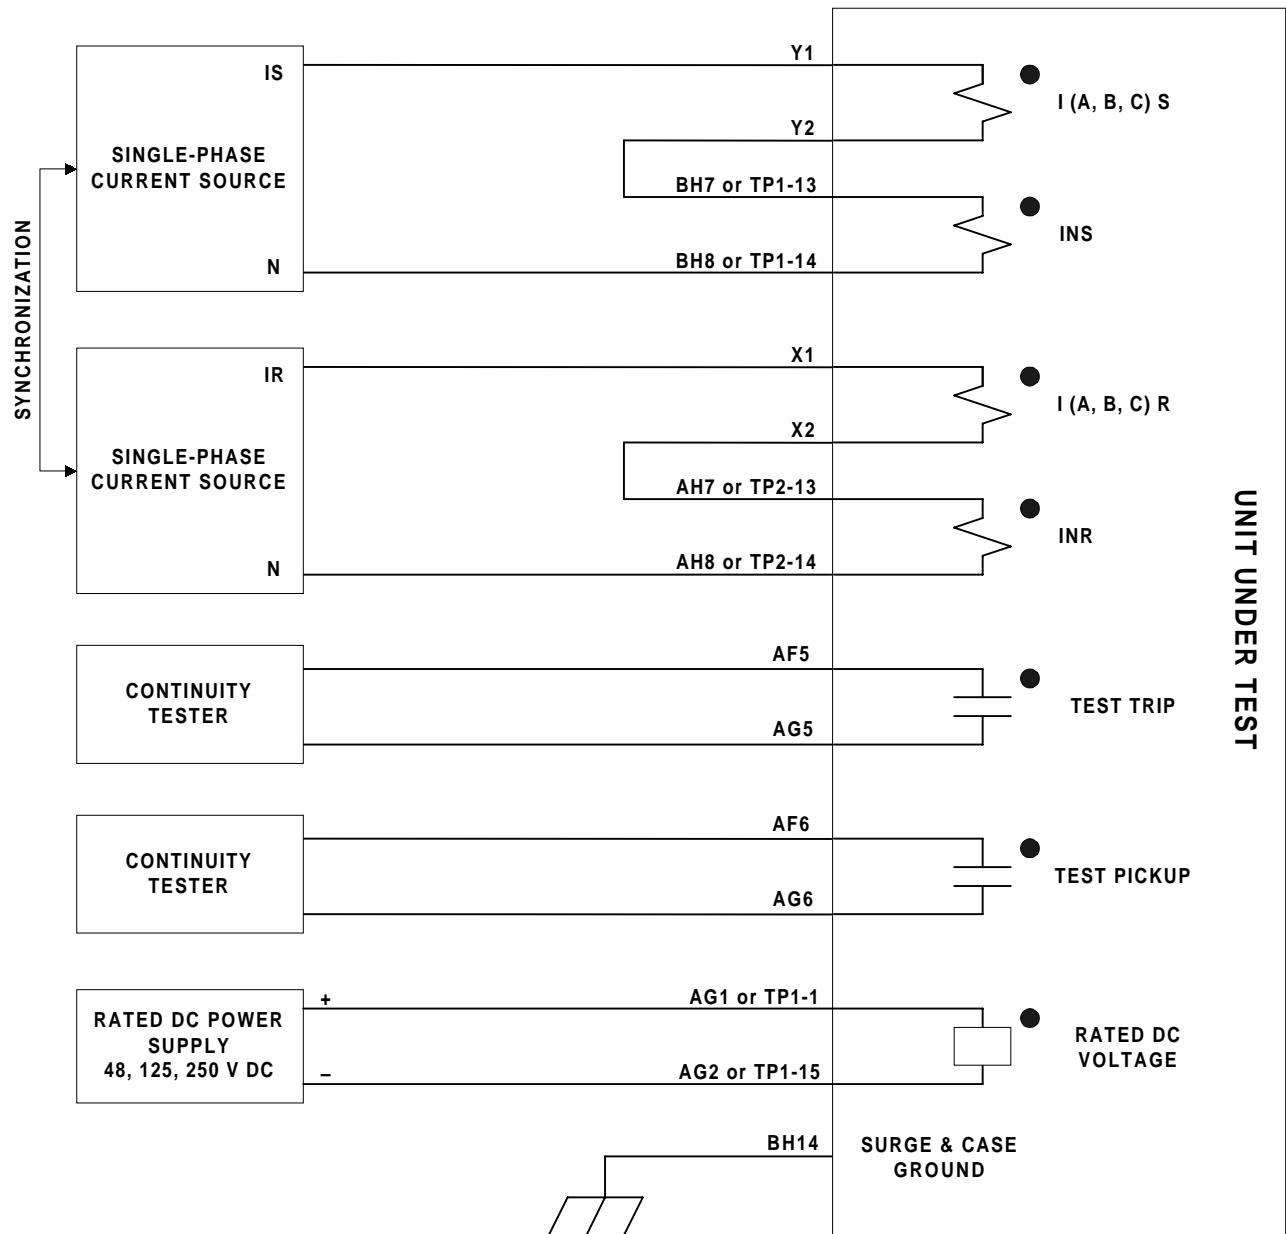 Y1
IS
I (A, B, C) S
Y2
SINGLE-PHASE
CURRENT SOURCE
BH7 or TP1-13
INS
N
BH8 or TP1-14
SYNCHRONIZATION
X1
IR
I (A, B, C) R
X2
SINGLE-PHASE
CURRENT SOURCE
AH7 or TP2-13
INR
N
AH8 or TP2-14
UNIT UNDER TEST
AF5
CONTINUITY
TESTER
TEST TRIP
AG5
AF6
CONTINUITY
TESTER
TEST PICKUP
AG6
+
AG1 or TP1-1
RATED DC POWER
SUPPLY
48, 125, 250 V DC
RATED DC
VOLTAGE
–
AG2 or TP1-15
BH14
SURGE & CASE
GROUND